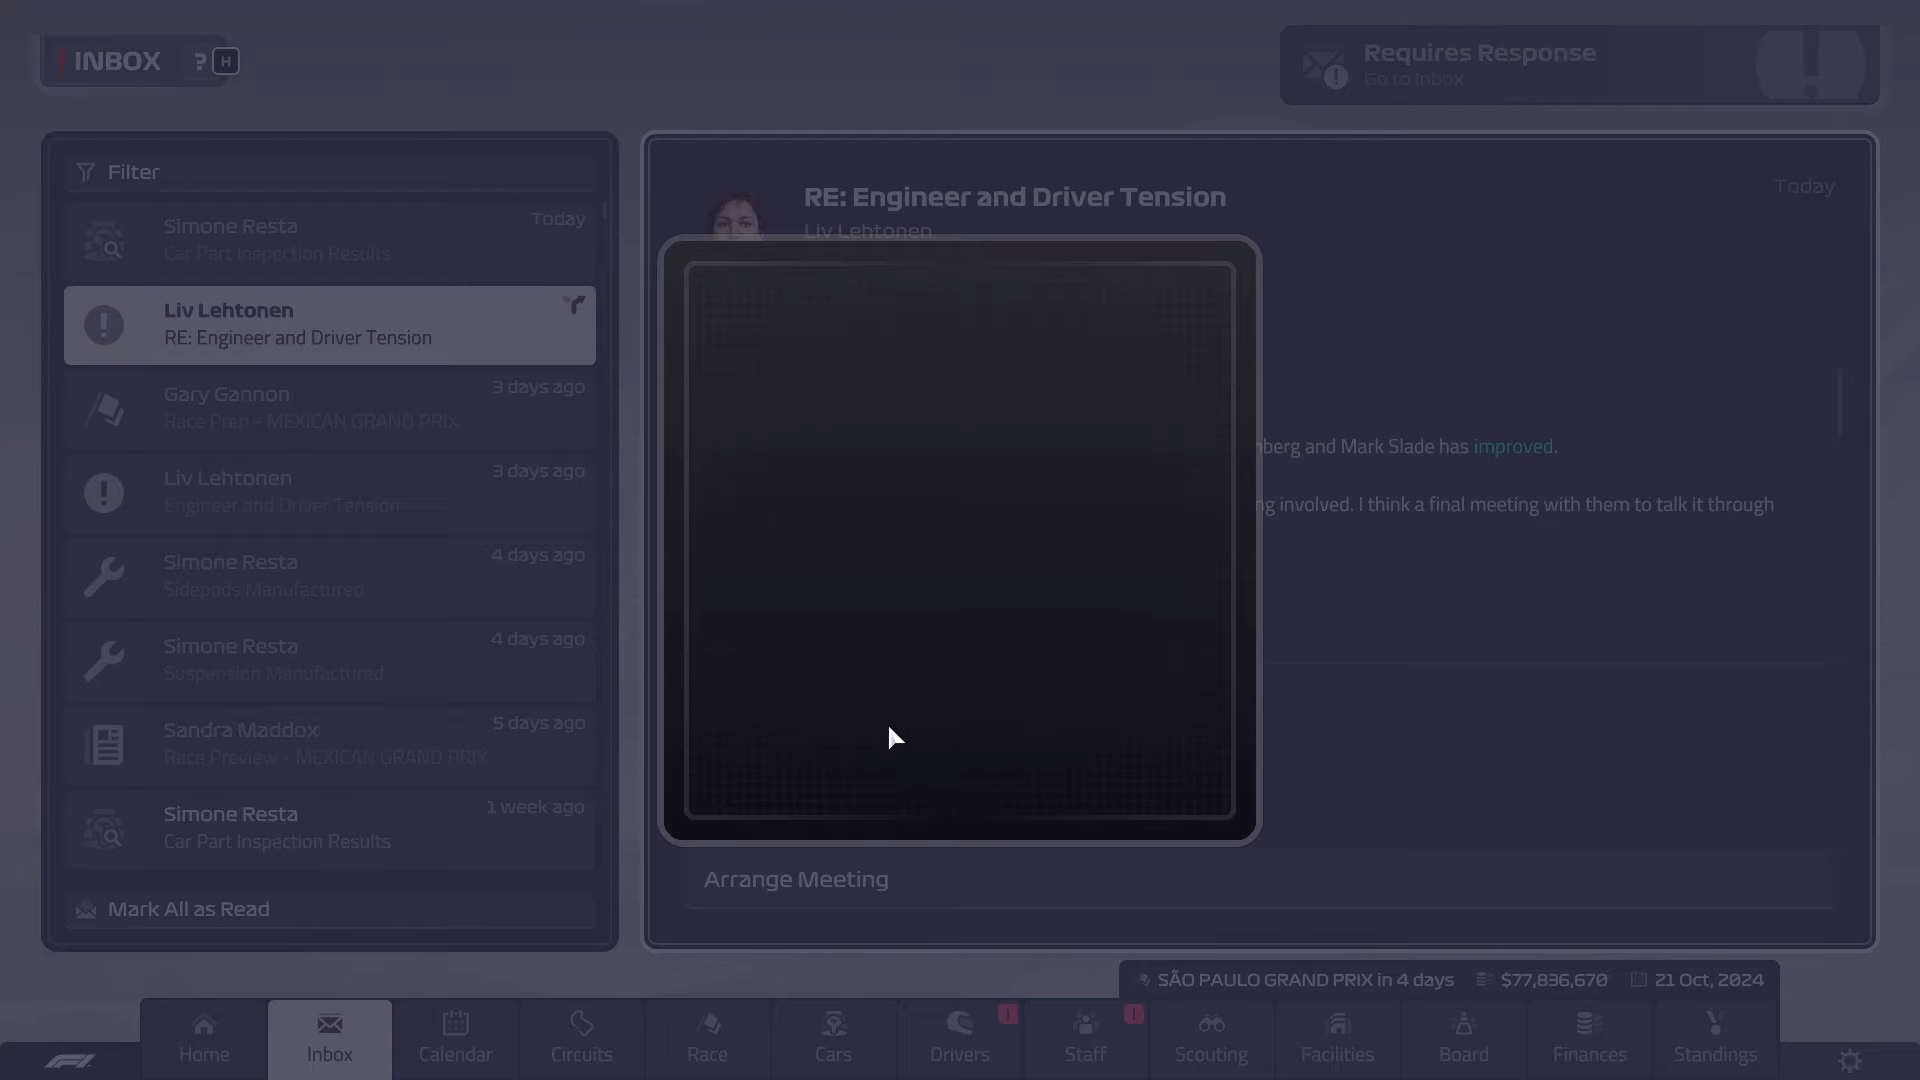 INBOX ? H
Requires Response
Go to Inbox
Filter
Simone Resta
Today
Car Part Inspection Results
Liv Lehtonen
RE: Engineer and Driver Tension
Gary Gannon
3 days ago
Race Prep - MEXICAN GRAND PRIX
Liv Lehtonen
3 days ago
Engineer and Driver Tension
Simone Resta
4 days ago
Sidepods Manufactured
Simone Resta
4 days ago
Suspension Manufactured
Sandra Maddox
5 days ago
Race Preview - MEXICAN GRAND PRIX
Simone Resta
1 week ago
Car Part Inspection Results
Mark All as Read
RE: Engineer and Driver Tension
Today
Liv Lehtonen
and Mark Slade has improved.
involved. I think a final meeting with them to talk it through
Arrange Meeting
SÃO PAULO GRAND PRIX in 4 days $77,836,670 21 Oct, 2024
Home Inbox Calendar Circuits Race Cars Drivers Staff Scouting Facilities Board Finances Standings